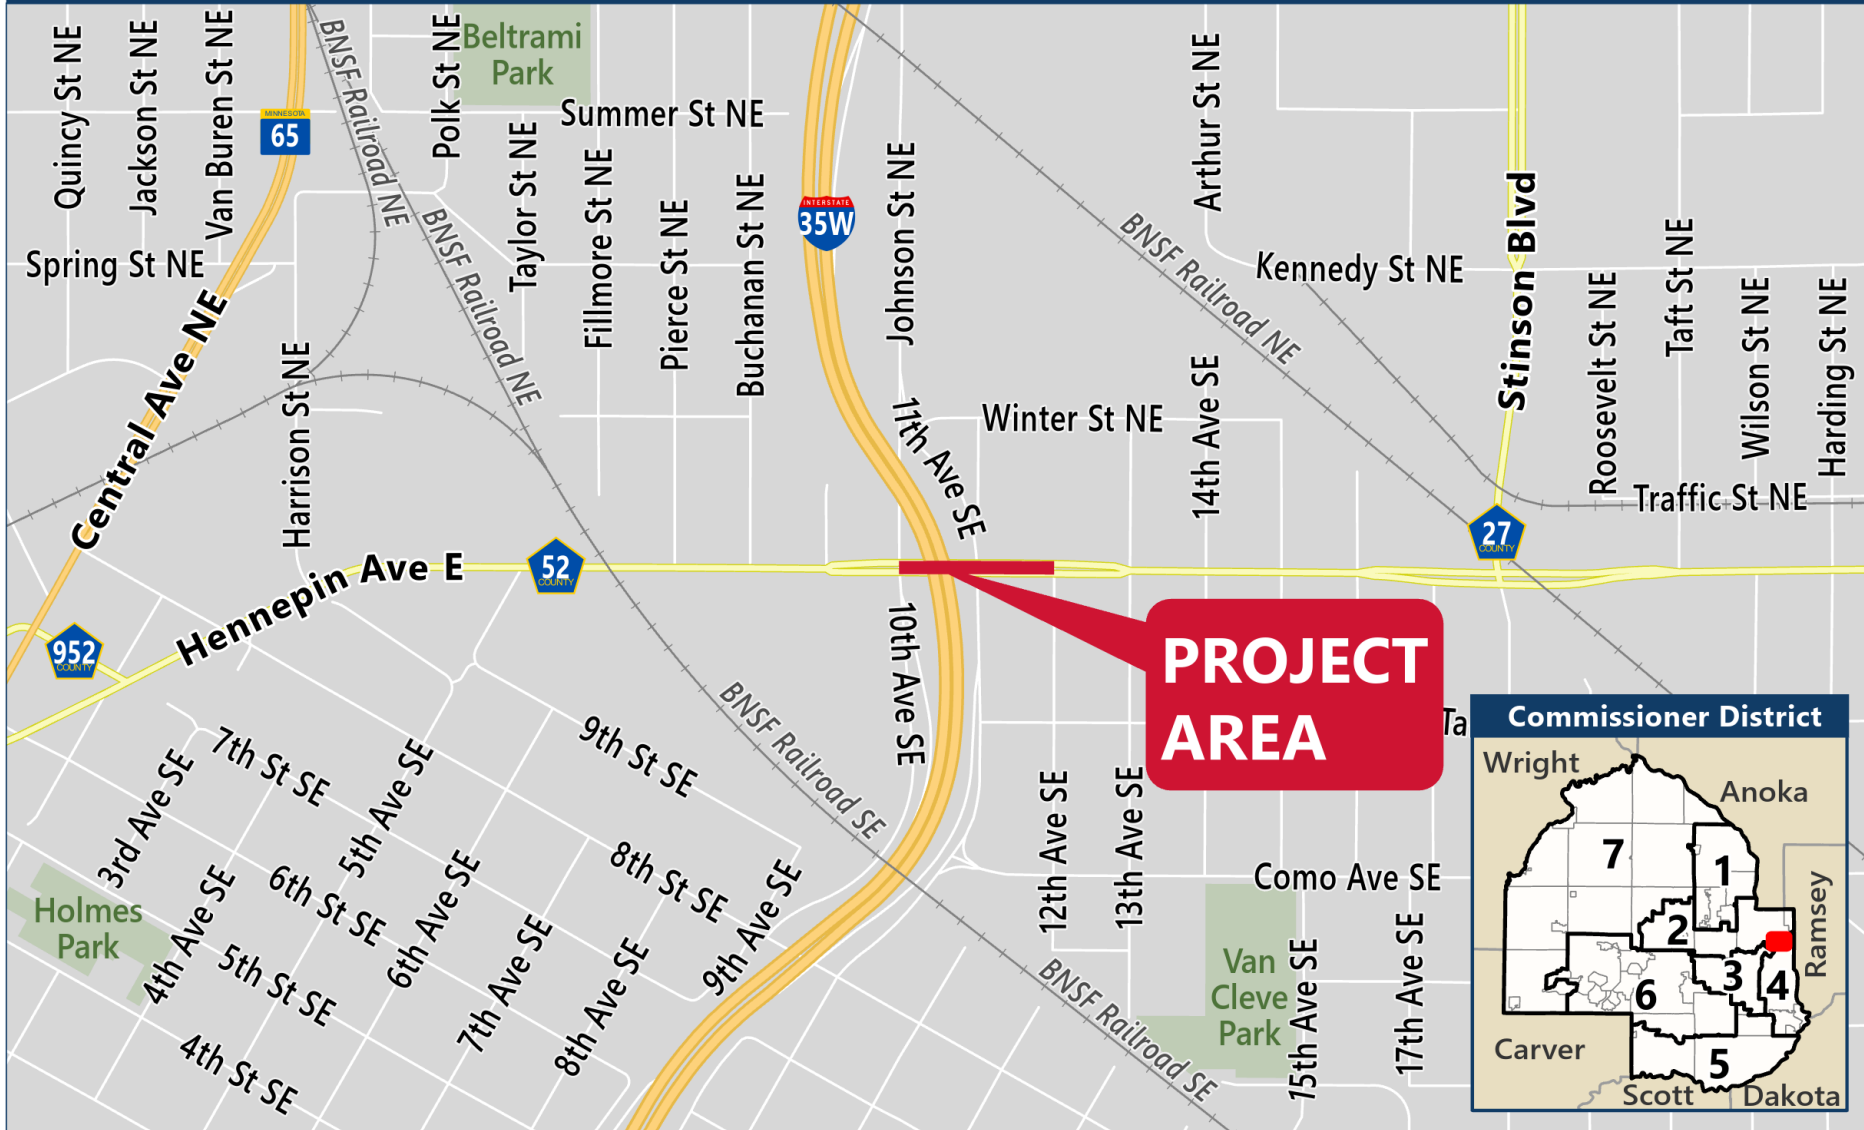 Quincy St NE
Jackson St NE
Van Buren St NE
MINNESOTA
65
BNSF Railroad NE
Polk St NE
Beltrami
Park
Summer St NE
Taylor St NE
Fillmore St NE
Pierce St NE
Buchanan St NE
INTERSTATE
35W
Johnson St NE
Arthur St NE
BNSF Railroad NE
Kennedy St NE
Stinson Blvd
Roosevelt St NE
Taft St NE
Wilson St NE
Harding St NE
Spring St NE
BNSF Railroad NE
Central Ave NE
Harrison St NE
11th Ave SE
Winter St NE
14th Ave SE
Traffic St NE
27
COUNTY
Hennepin Ave E
52
COUNTY
952
COUNTY
10th Ave SE
PROJECT
AREA
Ta
BNSF Railroad SE
9th St SE
7th St SE
3rd Ave SE
5th Ave SE
4th Ave SE
6th St SE
6th Ave SE
8th St SE
9th Ave SE
12th Ave SE
13th Ave SE
Como Ave SE
Holmes
Park
5th St SE
7th Ave SE
8th Ave SE
4th St SE
BNSF Railroad SE
Van
Cleve
Park
15th Ave SE
17th Ave SE
Commissioner District
Wright
Anoka
7
1
2
Ramsey
3
4
6
Carver
5
Scott
Dakota